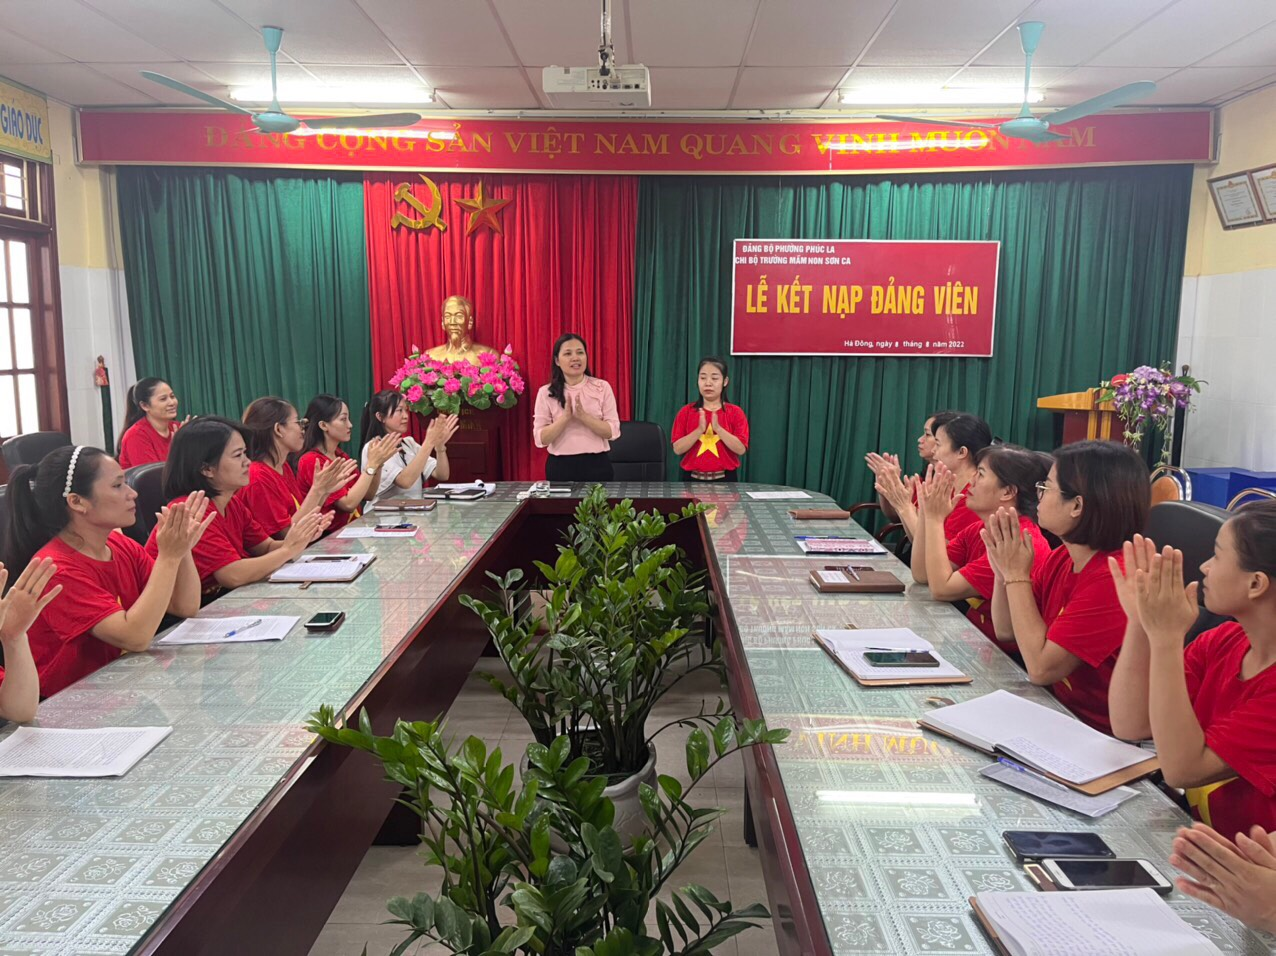 GIÁO DỤC
ĐẢNG CỘNG SẢN VIỆT NAM QUANG VINH MUÔN NĂM
ĐẢNG BỘ PHƯỜNG PHÚC LA
CHI BỘ TRƯỜNG MẦM NON SƠN CA
LỄ KẾT NẠP ĐẢNG VIÊN
Hà Đông, ngày 8 tháng 8 năm 2022